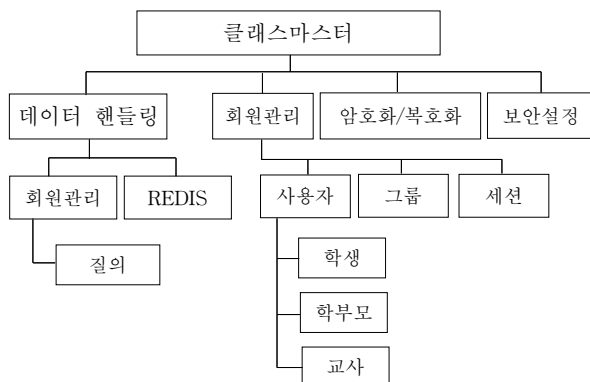 클래스마스터
데이터 핸들링
회원관리
암호화/복호화
보안설정
회원관리
REDIS
사용자
그룹
세션
질의
학생
학부모
교사